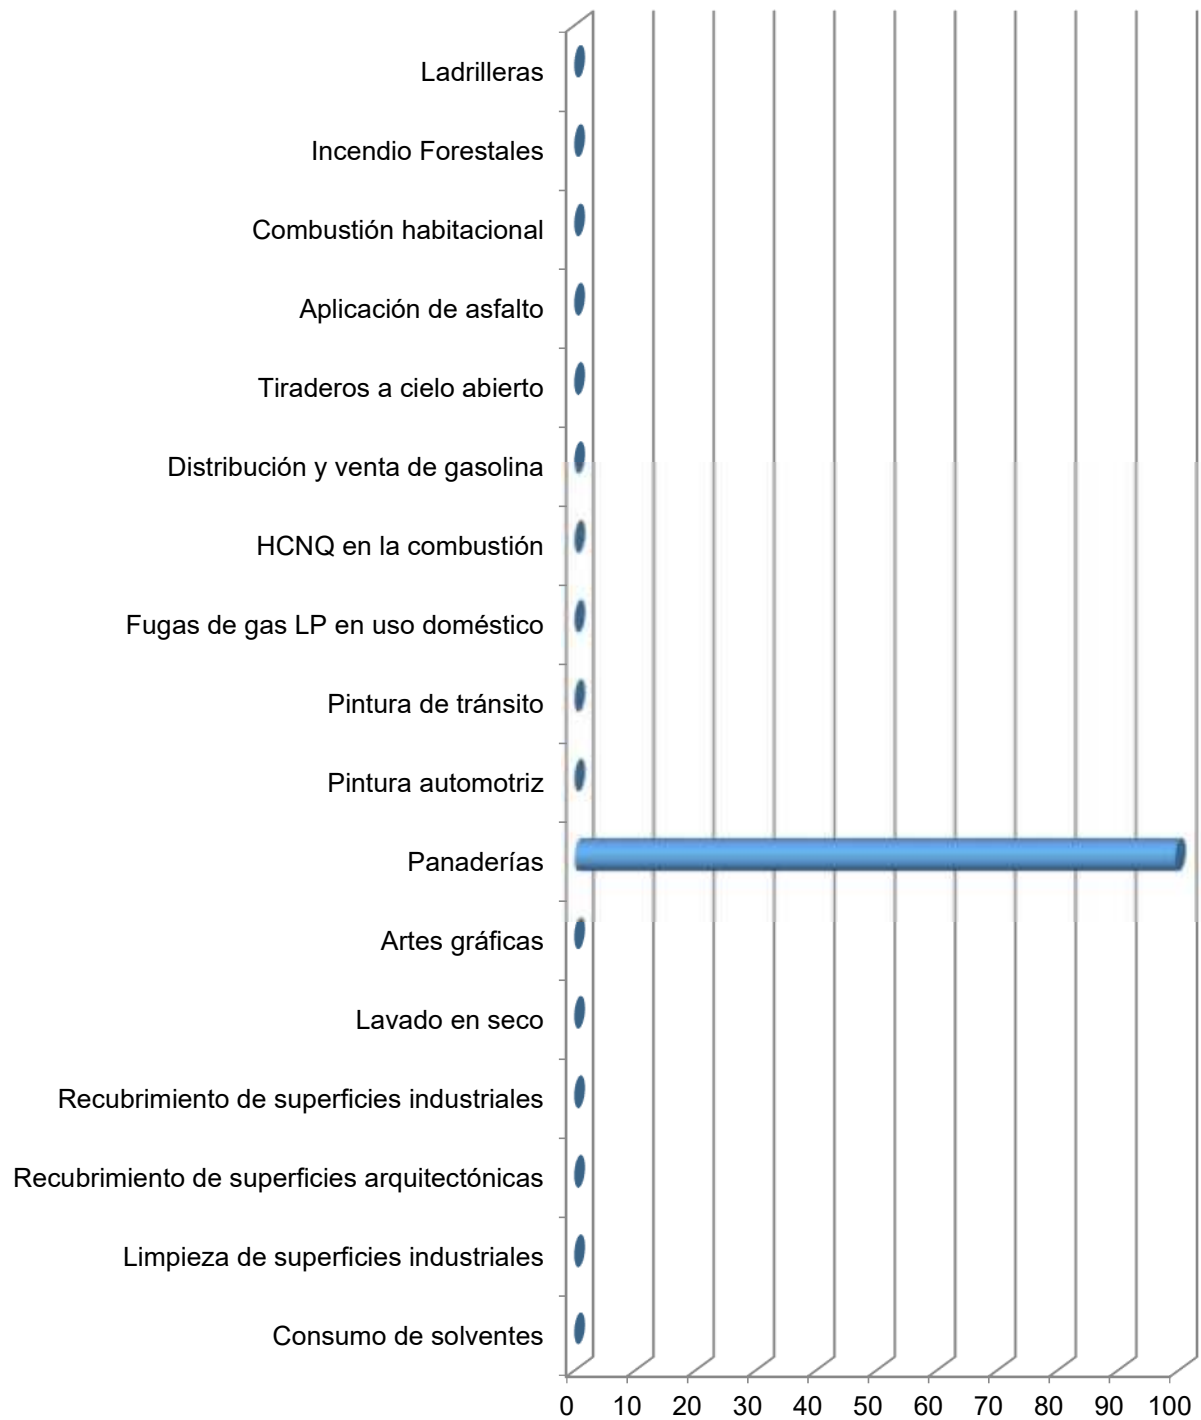 Ladrilleras
Incendio Forestales
Combustión habitacional
Aplicación de asfalto
Tiraderos a cielo abierto
Distribución y venta de gasolina
HCNQ en la combustión
Fugas de gas LP en uso doméstico
Pintura de tránsito
Pintura automotriz
Panaderías
Artes gráficas
Lavado en seco
Recubrimiento de superficies industriales
Recubrimiento de superficies arquitectónicas
Limpieza de superficies industriales
Consumo de solventes
0 10 20 30 40 50 60 70 80 90 100